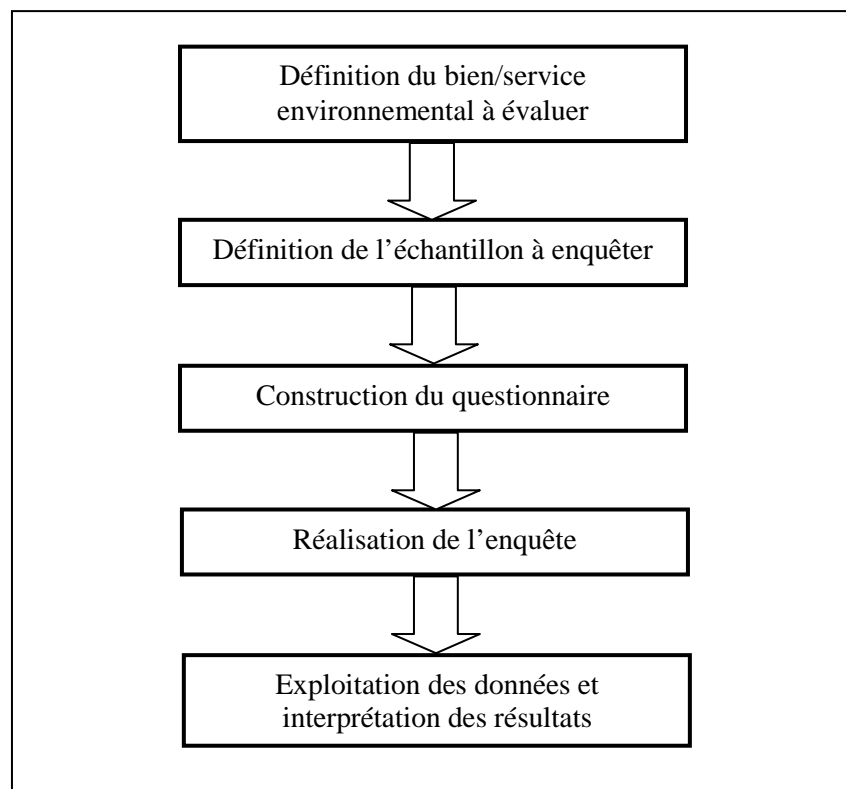 Définition du bien/service
environnemental à évaluer
Définition de l’échantillon à enquêter
Construction du questionnaire
Réalisation de l’enquête
Exploitation des données et
interprétation des résultats